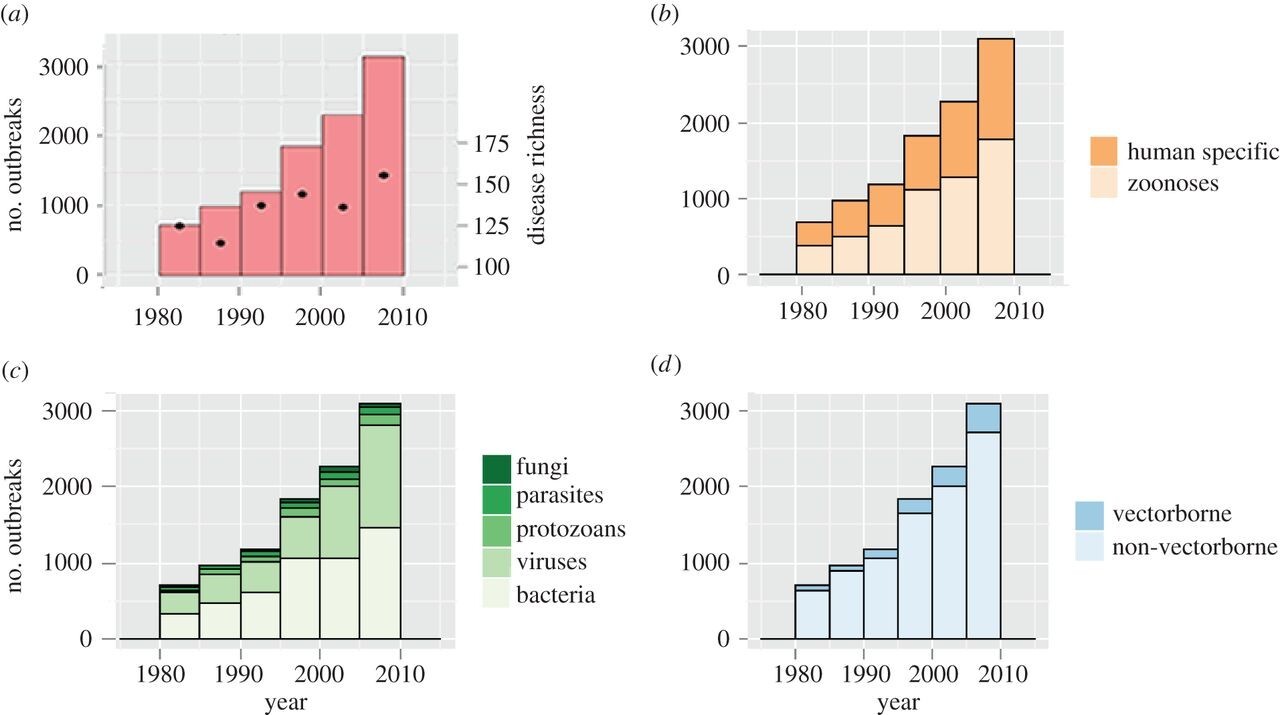 (a)
no. outbreaks
3000
2000
1000
0
175
150
125
100
disease richness
1980 1990 2000 2010
(b)
3000
2000
1000
0
1980 1990 2000 2010
human specific
zoonoses
(c)
no. outbreaks
3000
2000
1000
0
1980 1990 2000 2010
year
fungi
parasites
protozoans
viruses
bacteria
(d)
3000
2000
1000
0
1980 1990 2000 2010
year
vectorborne
non-vectorborne